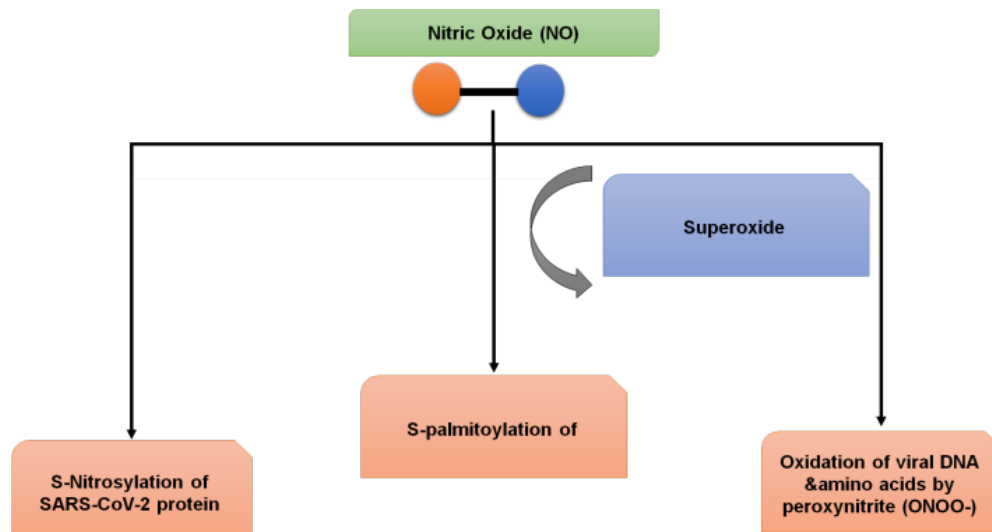 Nitric Oxide (NO)
Superoxide
S-palmitoylation of
S-Nitrosylation of
SARS-CoV-2 protein
Oxidation of viral DNA
&amino acids by
peroxynitrite (ONOO-)